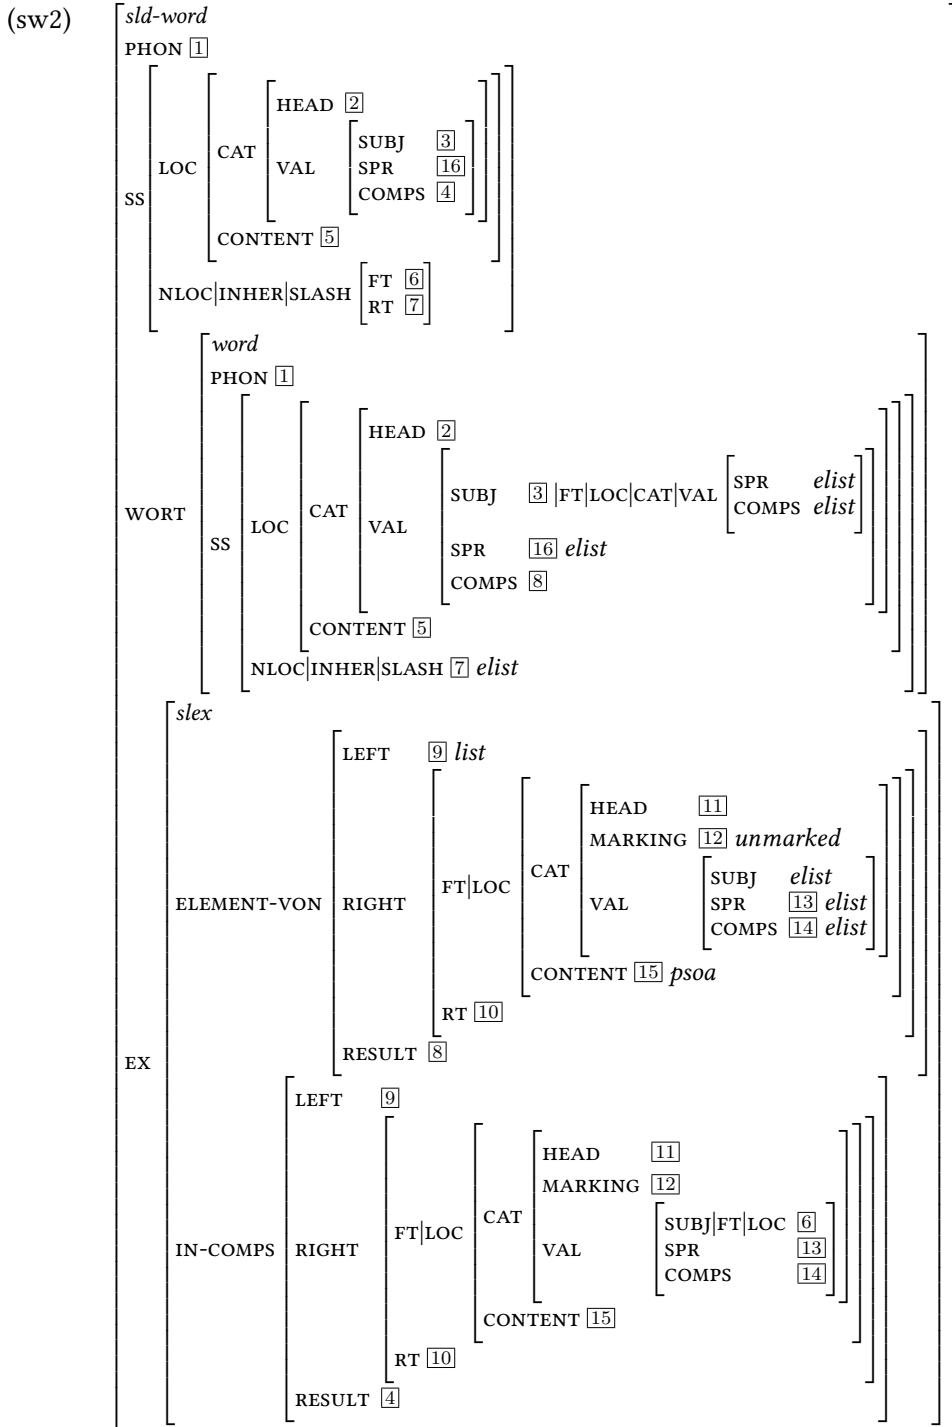 (sw2)
sld-word
PHON 1
HEAD 2
SUBJ 3
CAT
VAL
SPR 16
LOC
COMPS 4
SS
CONTENT 5
FT 6
NLOC|INHER|SLASH
RT 7
word
PHON 1
HEAD 2
SPR elist
SUBJ 3 |FT|LOC|CAT|VAL
COMPS elist
WORT
CAT
LOC
VAL
SS
SPR 16 elist
COMPS 8
CONTENT 5
NLOC|INHER|SLASH 7 elist
slex
LEFT 9 list
HEAD 11
MARKING 12 unmarked
CAT
SUBJ elist
FT|LOC
ELEMENT-VON RIGHT
VAL
SPR 13 elist
COMPS 14 elist
CONTENT 15 psoa
RT 10
RESULT 8
EX
LEFT 9
HEAD 11
MARKING 12
CAT
SUBJ|FT|LOC 6
FT|LOC
IN-COMPS RIGHT
VAL
SPR 13
COMPS 14
CONTENT 15
RT 10
RESULT 4